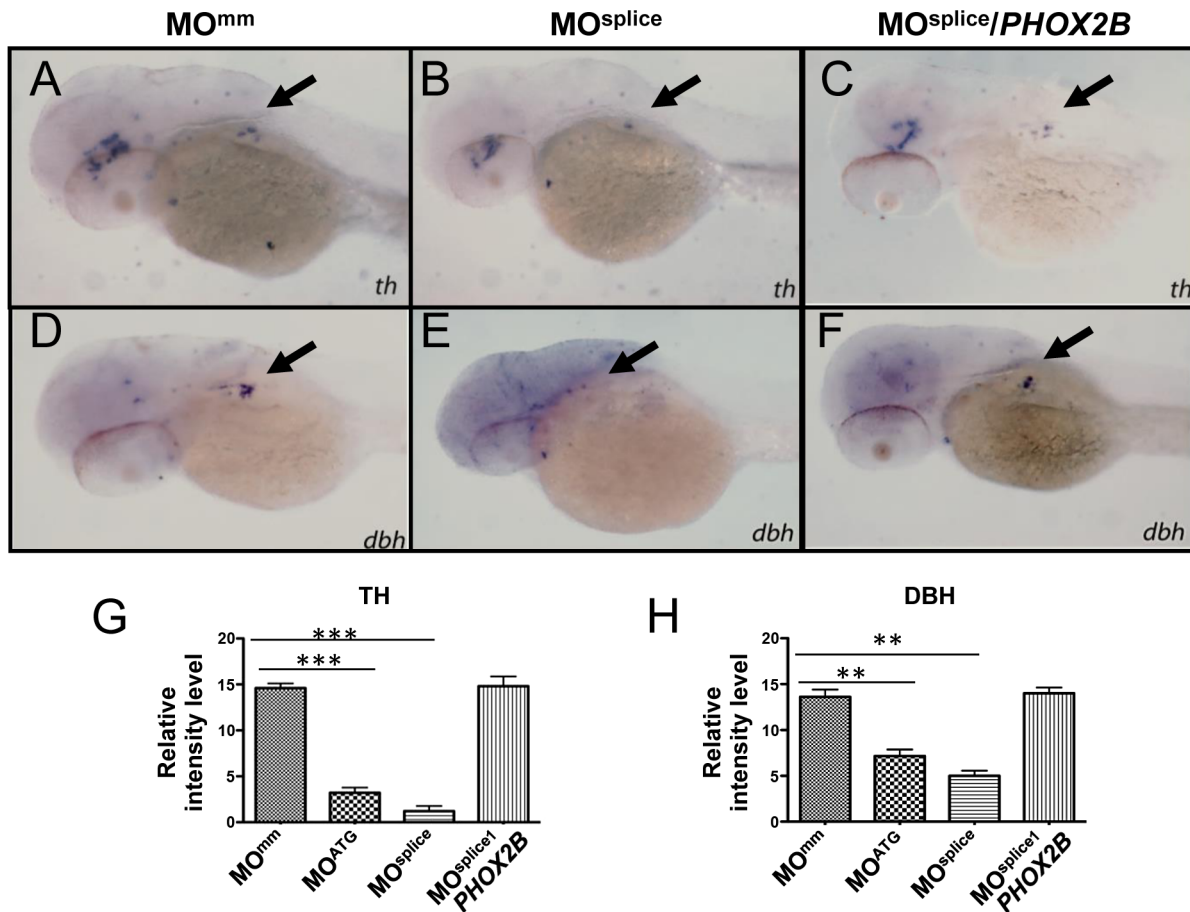 MOmm MOsplice MOsplice/PHOX2B
A B C
th th th
D E F
dbh dbh dbh
G TH H DBH
Relative
intensity level
20
15
10
5
0
***
***
MOmm MOATG MOsplice MOsplice1
PHOX2B
Relative
intensity level
20
15
10
5
0
**
**
MOmm MOATG MOsplice MOsplice1
PHOX2B